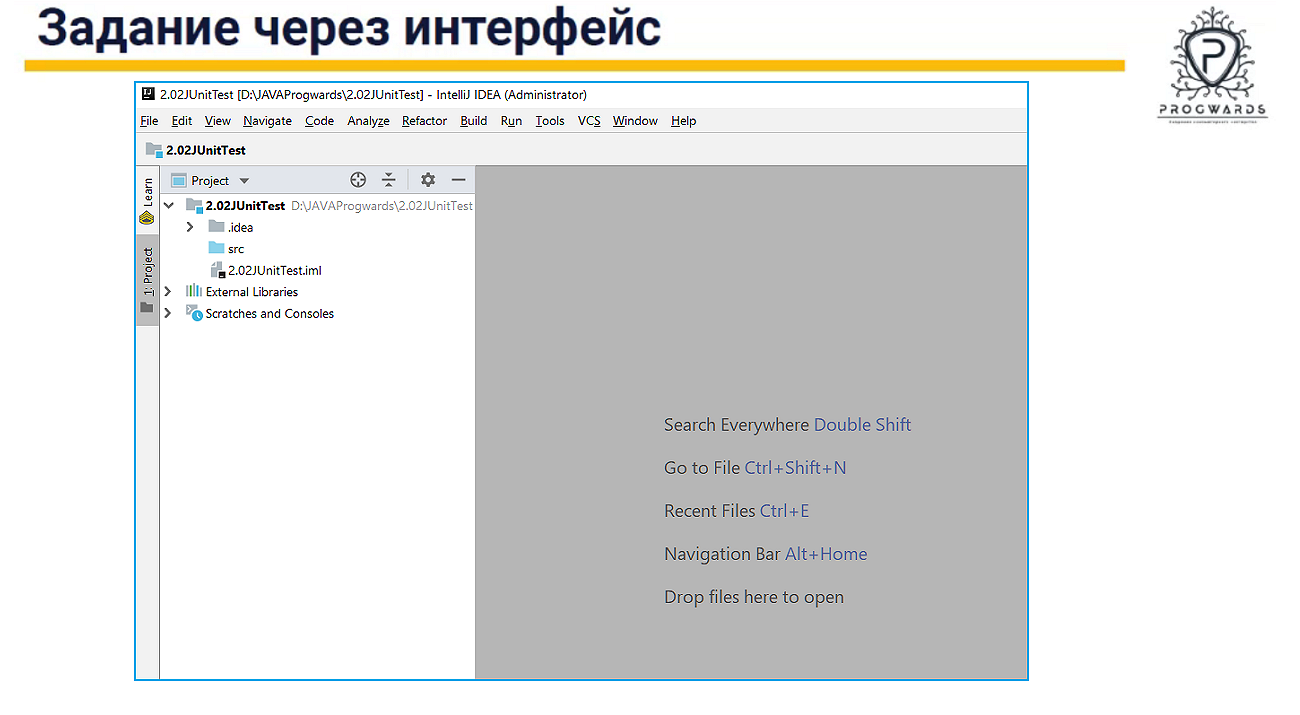 Задание через интерфейс
PROGWARDS
2.02JUnitTest [D:\JAVAProgwards\2.02JUnitTest] - IntelliJ IDEA (Administrator)
File Edit View Navigate Code Analyze Refactor Build Run Tools VCS Window Help
2.02JUnitTest
Learn
1: Project
Project
2.02JUnitTest D:\JAVAProgwards\2.02JUnitTest
.idea
src
2.02JUnitTest.iml
External Libraries
Scratches and Consoles
Search Everywhere Double Shift
Go to File Ctrl+Shift+N
Recent Files Ctrl+E
Navigation Bar Alt+Home
Drop files here to open